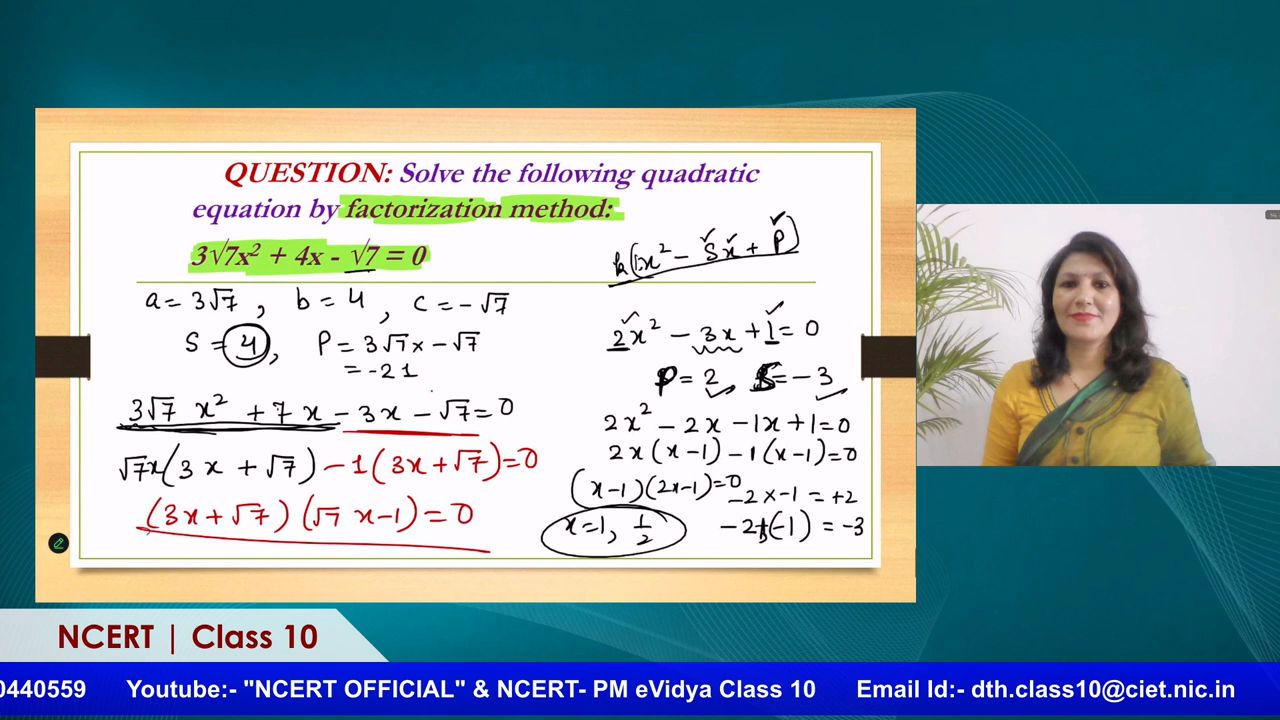 QUESTION: Solve the following quadratic
equation by factorization method:
3√7x² + 4x - √7 = 0
a = 3√7 , b = 4 , c = -√7
S = 4 , P = 3√7 x -√7
= -21
3√7 x² + 7x - 3x - √7 = 0
√7x (3x + √7) - 1 (3x + √7) = 0
(3x + √7) (√7 x - 1) = 0
k(x² - Sx + P)
2x² - 3x + 1 = 0
P = 2 S = -3
2x² - 2x - 1x + 1 = 0
2x (x - 1) - 1 (x - 1) = 0
(x - 1) (2x - 1) = 0
-2 x -1 = +2
x = 1, 1/2
-2 + (-1) = -3
NCERT | Class 10
0440559 Youtube:- "NCERT OFFICIAL" & NCERT- PM eVidya Class 10 Email Id:- dth.class10@ciet.nic.in